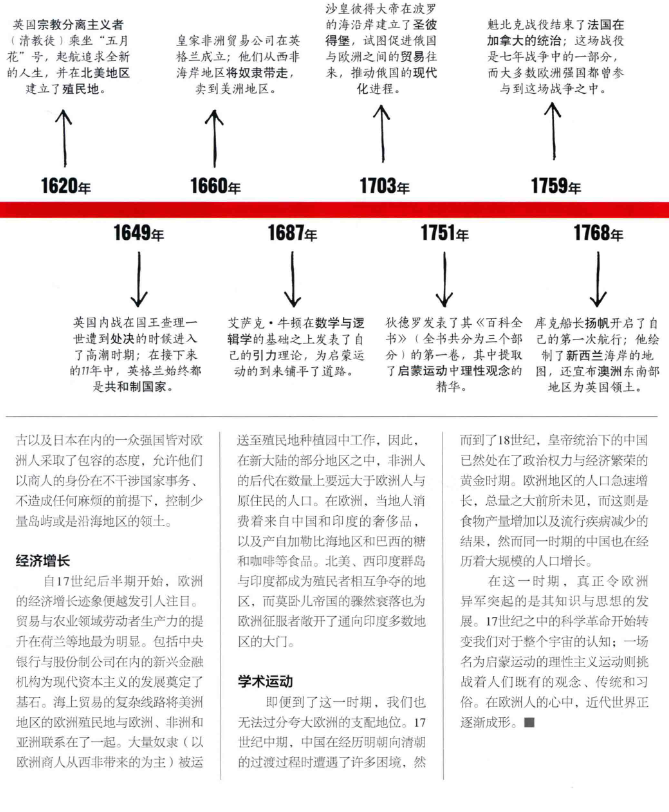 英国宗教分离主义者
（清教徒）乘坐“五月
花”号，起航追求全新
的人生，并在北美地区
建立了殖民地。
1620年
皇家非洲贸易公司在英
格兰成立；他们从西非
海岸地区将奴隶带走，
卖到美洲地区。
1660年
沙皇彼得大帝在波罗
的海沿岸建立了圣彼
得堡，试图促进俄国
与欧洲之间的贸易往
来，推动俄国的现代
化进程。
1703年
魁北克战役结束了法国在
加拿大的统治；这场战役
是七年战争中的一部分，
而大多数欧洲强国都曾参
与到这场战争之中。
1759年
1649年
英国内战在国王查理一
世遭到处决的时候进入
了高潮时期；在接下来
的11年中，英格兰始终都
是共和制国家。
1687年
艾萨克·牛顿在数学与逻
辑学的基础之上发表了自
己的引力理论，为启蒙运
动的到来铺平了道路。
1751年
狄德罗发表了其《百科全
书》（全书共分为三个部
分）的第一卷，其中提取
了启蒙运动中理性观念的
精华。
1768年
库克船长扬帆开启了自
己的第一次航行；他绘
制了新西兰海岸的地
图，还宣布澳洲东南部
地区为英国领土。
古以及日本在内的一众强国皆对欧
洲人采取了包容的态度，允许他们
以商人的身份在不干涉国家事务、
不造成任何麻烦的前提下，控制少
量岛屿或是沿海地区的领土。
经济增长
自17世纪后半期开始，欧洲
的经济增长迹象便越发引人注目。
贸易与农业领域劳动者生产力的提
升在荷兰等地最为明显。包括中央
银行与股份制公司在内的新兴金融
机构为现代资本主义的发展奠定了
基石。海上贸易的复杂线路将美洲
地区的欧洲殖民地与欧洲、非洲和
亚洲联系在了一起。大量奴隶（以
欧洲商人从西非带来的为主）被运
送至殖民地种植园中工作，因此，
在新大陆的部分地区之中，非洲人
的后代在数量上要远大于欧洲人与
原住民的人口。在欧洲，当地人消
费着来自中国和印度的奢侈品，
以及产自加勒比海地区和巴西的糖
和咖啡等食品。北美、西印度群岛
与印度都成为殖民者相互争夺的地
区，而莫卧儿帝国的骤然衰落也为
欧洲征服者敞开了通向印度多数地
区的大门。
学术运动
即便到了这一时期，我们也
无法过分夸大欧洲的支配地位。17
世纪中期，中国在经历明朝向清朝
的过渡过程时遭遇了许多困境，然
而到了18世纪，皇帝统治下的中国
已然处在了政治权力与经济繁荣的
黄金时期。欧洲地区的人口急速增
长，总量之大前所未见，而这则是
食物产量增加以及流行疾病减少的
结果，然而同一时期的中国也在经
历着大规模的人口增长。
在这一时期，真正令欧洲
异军突起的是其知识与思想的发
展。17世纪之中的科学革命开始转
变我们对于整个宇宙的认知；一场
名为启蒙运动的理性主义运动则挑
战着人们既有的观念、传统和习
俗。在欧洲人的心中，近代世界正
逐渐成形。■